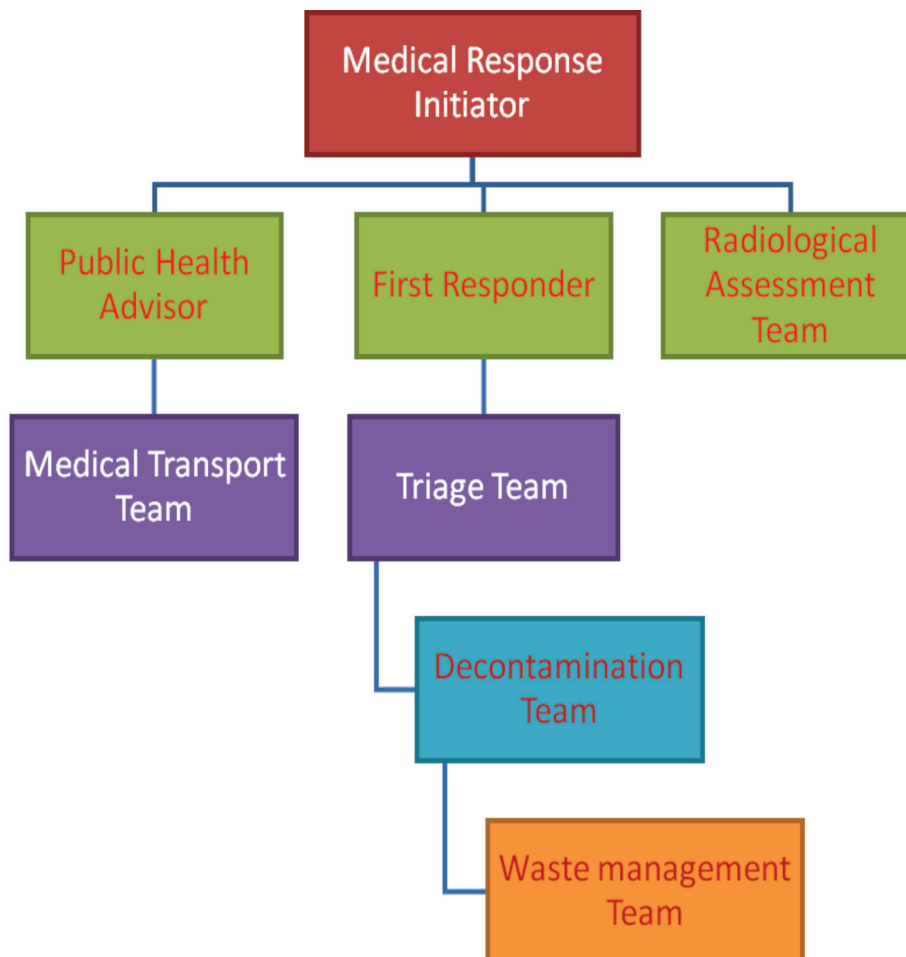 Medical Response
Initiator
Public Health
Advisor
First Responder
Radiological
Assessment
Team
Medical Transport
Team
Triage Team
Decontamination
Team
Waste management
Team